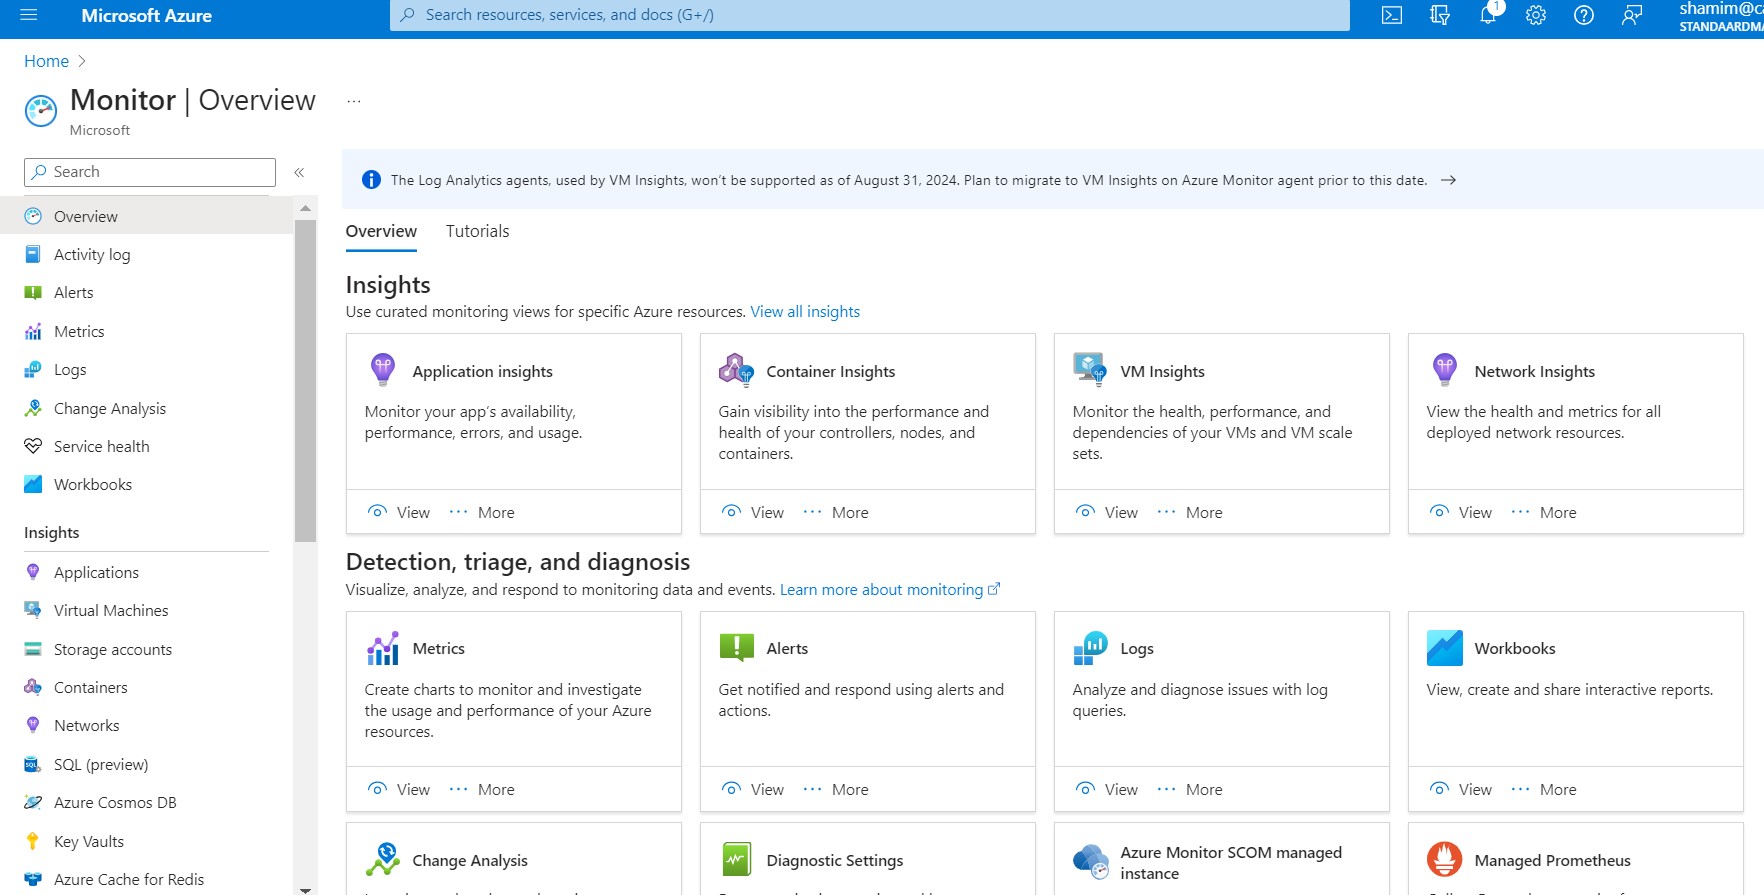 Microsoft Azure
Search resources, services, and docs (G+/)
1
shamim@ca
STANDAARDMA
Home
Monitor | Overview
...
Microsoft
Search
«
Overview
Activity log
Alerts
Metrics
Logs
Change Analysis
Service health
Workbooks
Insights
Applications
Virtual Machines
Storage accounts
Containers
Networks
SQL (preview)
Azure Cosmos DB
Key Vaults
Azure Cache for Redis
The Log Analytics agents, used by VM Insights, won't be supported as of August 31, 2024. Plan to migrate to VM Insights on Azure Monitor agent prior to this date. →
Overview Tutorials
Insights
Use curated monitoring views for specific Azure resources. View all insights
Application insights
Monitor your app's availability,
performance, errors, and usage.
View ... More
Container Insights
Gain visibility into the performance and
health of your controllers, nodes, and
containers.
View ... More
VM Insights
Monitor the health, performance, and
dependencies of your VMs and VM scale
sets.
View ... More
Network Insights
View the health and metrics for all
deployed network resources.
View ... More
Detection, triage, and diagnosis
Visualize, analyze, and respond to monitoring data and events. Learn more about monitoring
Metrics
Create charts to monitor and investigate
the usage and performance of your Azure
resources.
View ... More
Alerts
Get notified and respond using alerts and
actions.
View ... More
Logs
Analyze and diagnose issues with log
queries.
View ... More
Workbooks
View, create and share interactive reports.
View ... More
Change Analysis
Diagnostic Settings
Azure Monitor SCOM managed
instance
Managed Prometheus